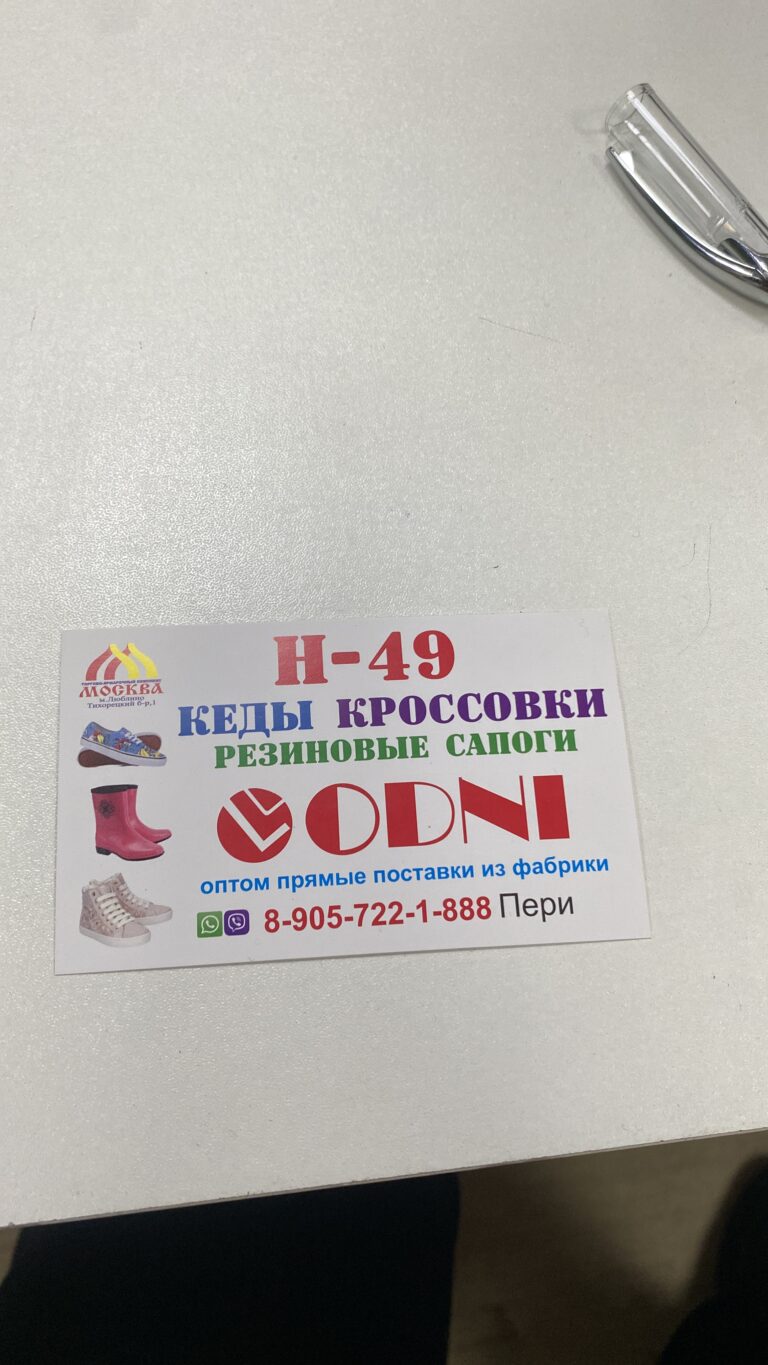 Н-49
ТОРГОВО-ЯРМАРОЧНЫЙ КОМПЛЕКС
МОСКВА
м.Люблино
Тихорецкий б-р,1
КЕДЫ КРОССОВКИ
РЕЗИНОВЫЕ САПОГИ
ODNI
оптом прямые поставки из фабрики
8-905-722-1-888 Пери